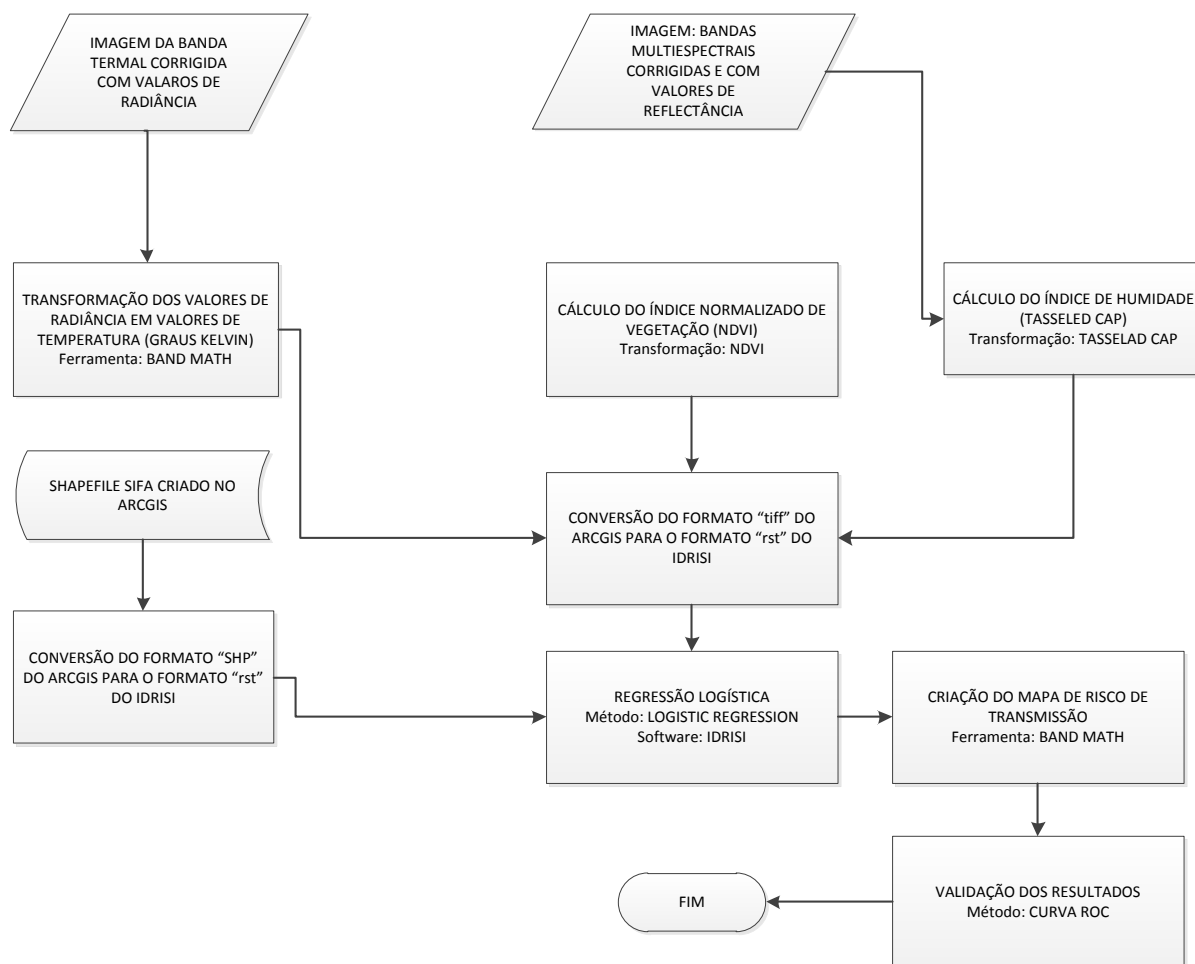 IMAGEM DA BANDA
TERMAL CORRIGIDA
COM VALAROS DE
RADIÂNCIA
IMAGEM: BANDAS
MULTIESPECTRAIS
CORRIGIDAS E COM
VALORES DE
REFLECTÂNCIA
TRANSFORMAÇÃO DOS VALORES DE
RADIÂNCIA EM VALORES DE
TEMPERATURA (GRAUS KELVIN)
Ferramenta: BAND MATH
CÁLCULO DO ÍNDICE NORMALIZADO DE
VEGETAÇÃO (NDVI)
Transformação: NDVI
CÁLCULO DO ÍNDICE DE HUMIDADE
(TASSELED CAP)
Transformação: TASSELAD CAP
SHAPEFILE SIFA CRIADO NO
ARCGIS
CONVERSÃO DO FORMATO “tiff” DO
ARCGIS PARA O FORMATO “rst” DO
IDRISI
CONVERSÃO DO FORMATO “SHP”
DO ARCGIS PARA O FORMATO “rst”
DO IDRISI
REGRESSÃO LOGÍSTICA
Método: LOGISTIC REGRESSION
Software: IDRISI
CRIAÇÃO DO MAPA DE RISCO DE
TRANSMISSÃO
Ferramenta: BAND MATH
FIM
VALIDAÇÃO DOS RESULTADOS
Método: CURVA ROC